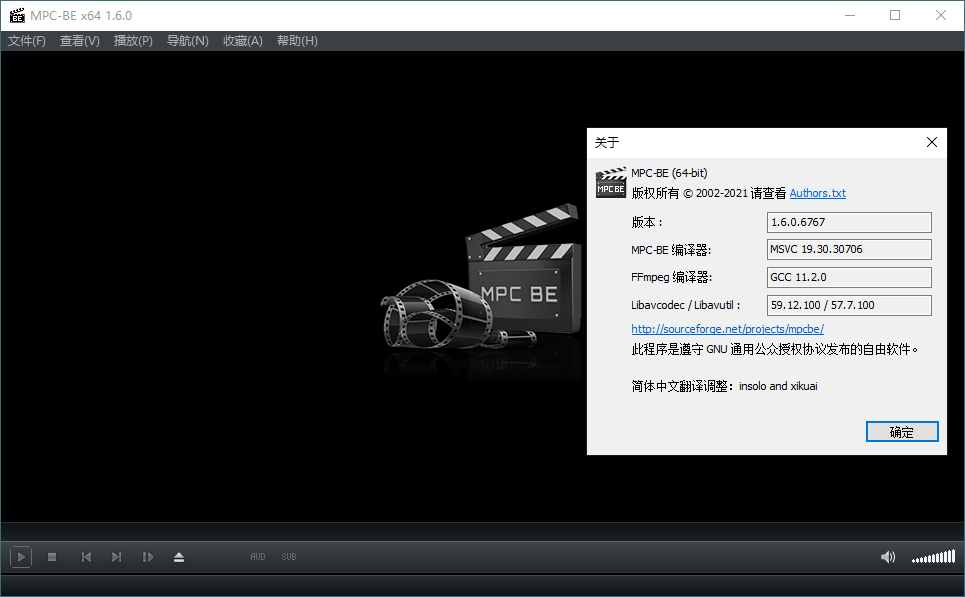 MPC-BE x64 1.6.0
文件(F) 查看(V) 播放(P) 导航(N) 收藏(A) 帮助(H)
MPC BE
关于
MPC BE
MPC-BE (64-bit)
版权所有 © 2002-2021 请查看 Authors.txt
版本： 1.6.0.6767
MPC-BE 编译器: MSVC 19.30.30706
FFmpeg 编译器: GCC 11.2.0
Libavcodec / Libavutil： 59.12.100 / 57.7.100
http://sourceforge.net/projects/mpcbe/
此程序是遵守 GNU 通用公众授权协议发布的自由软件。
简体中文翻译调整：insolo and xikuai
确定
AUD SUB